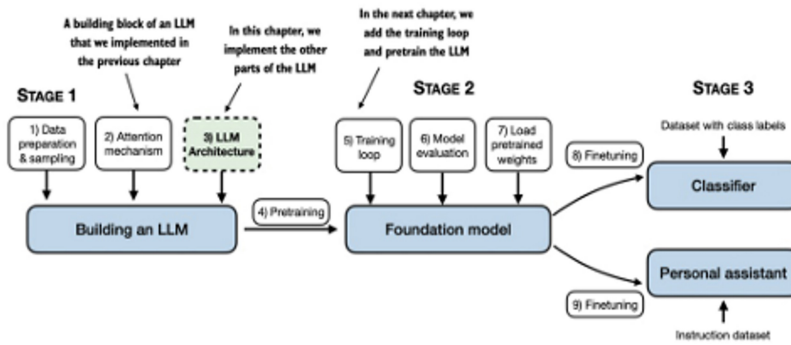 A building block of an LLM
that we implemented in
the previous chapter
In this chapter, we
implement the other
parts of the LLM
In the next chapter, we
add the training loop
and pretrain the LLM
STAGE 1
STAGE 2
STAGE 3
1) Data
preparation
& sampling
2) Attention
mechanism
3) LLM
Architecture
5) Training
loop
6) Model
evaluation
7) Load
pretrained
weights
8) Finetuning
Dataset with class labels
Classifier
Building an LLM
4) Pretraining
Foundation model
Personal assistant
9) Finetuning
Instruction dataset